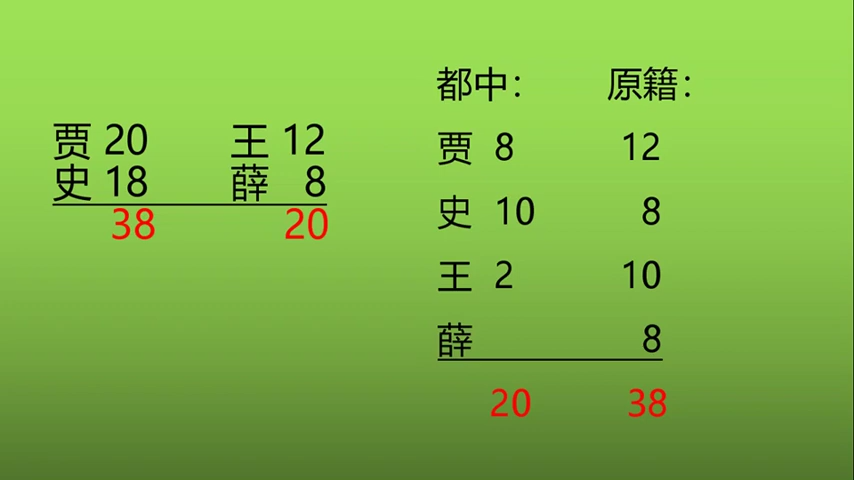 贾 20 王 12
史 18 薛 8
38 20
都中： 原籍：
贾 8 12
史 10 8
王 2 10
薛 8
20 38